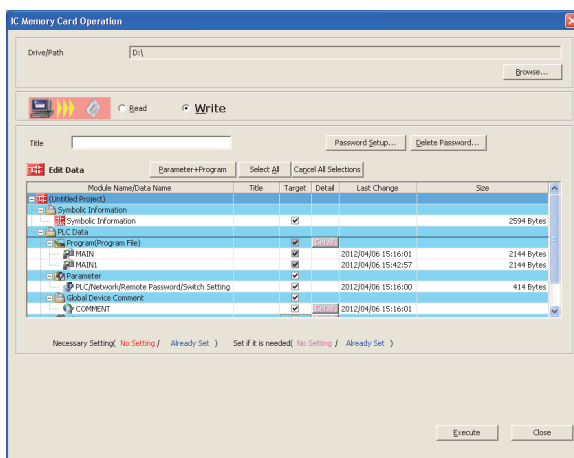 IC Memory Card Operation
Drive/Path D:\
Browse...
Read Write
Title Password Setup... Delete Password...
Edit Data Parameter+Program Select All Cancel All Selections
Module Name/Data Name Title Target Detail Last Change Size
(Untitled Project)
Symbolic Information
Symbolic Information 2594 Bytes
PLC Data
Program(Program File) Detail
MAIN 2012/04/06 15:16:01 2144 Bytes
MAIN1 2012/04/06 15:42:57 2144 Bytes
Parameter
PLC/Network/Remote Password/Switch Setting 2012/04/06 15:16:00 414 Bytes
Global Device Comment
COMMENT Detail 2012/04/06 15:16:01
Necessary Setting( No Setting / Already Set ) Set if it is needed( No Setting / Already Set )
Execute Close